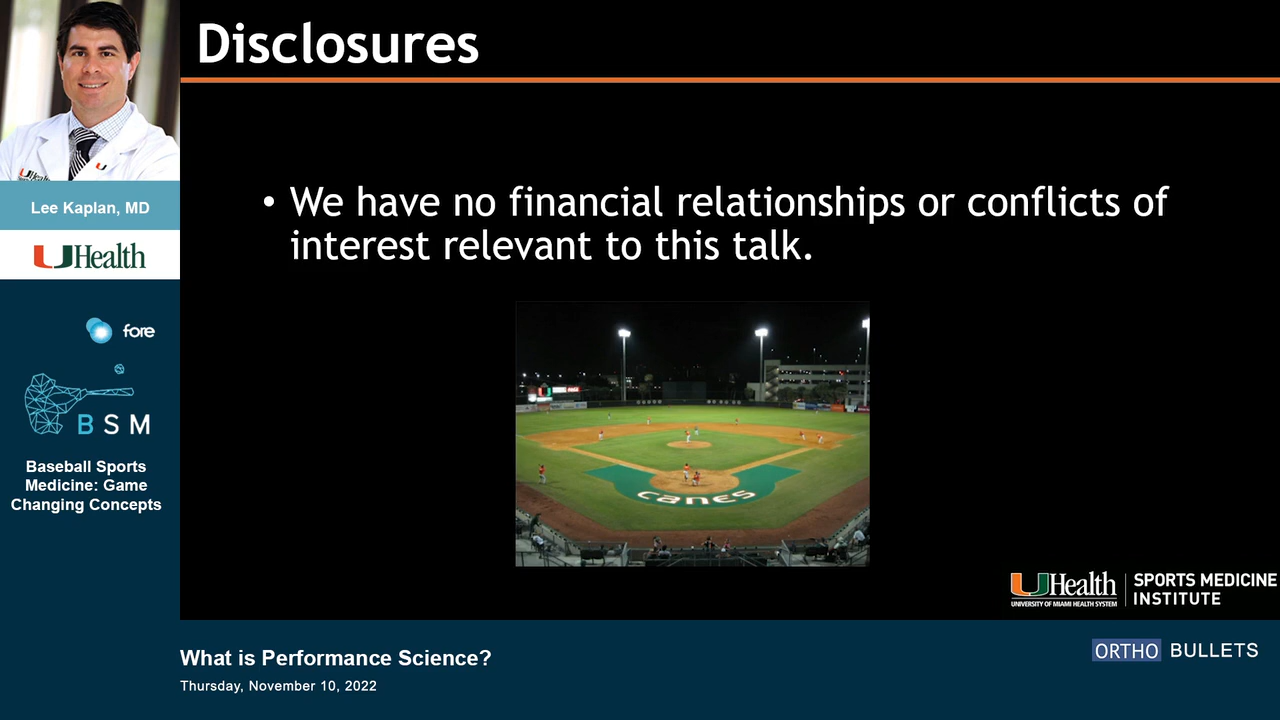 Disclosures
• We have no financial relationships or conflicts of
interest relevant to this talk.
canes
Lee Kaplan, MD
UHealth
fore
BSM
Baseball Sports
Medicine: Game
Changing Concepts
UHealth
UNIVERSITY OF MIAMI HEALTH SYSTEM
SPORTS MEDICINE
INSTITUTE
What is Performance Science?
Thursday, November 10, 2022
ORTHO BULLETS